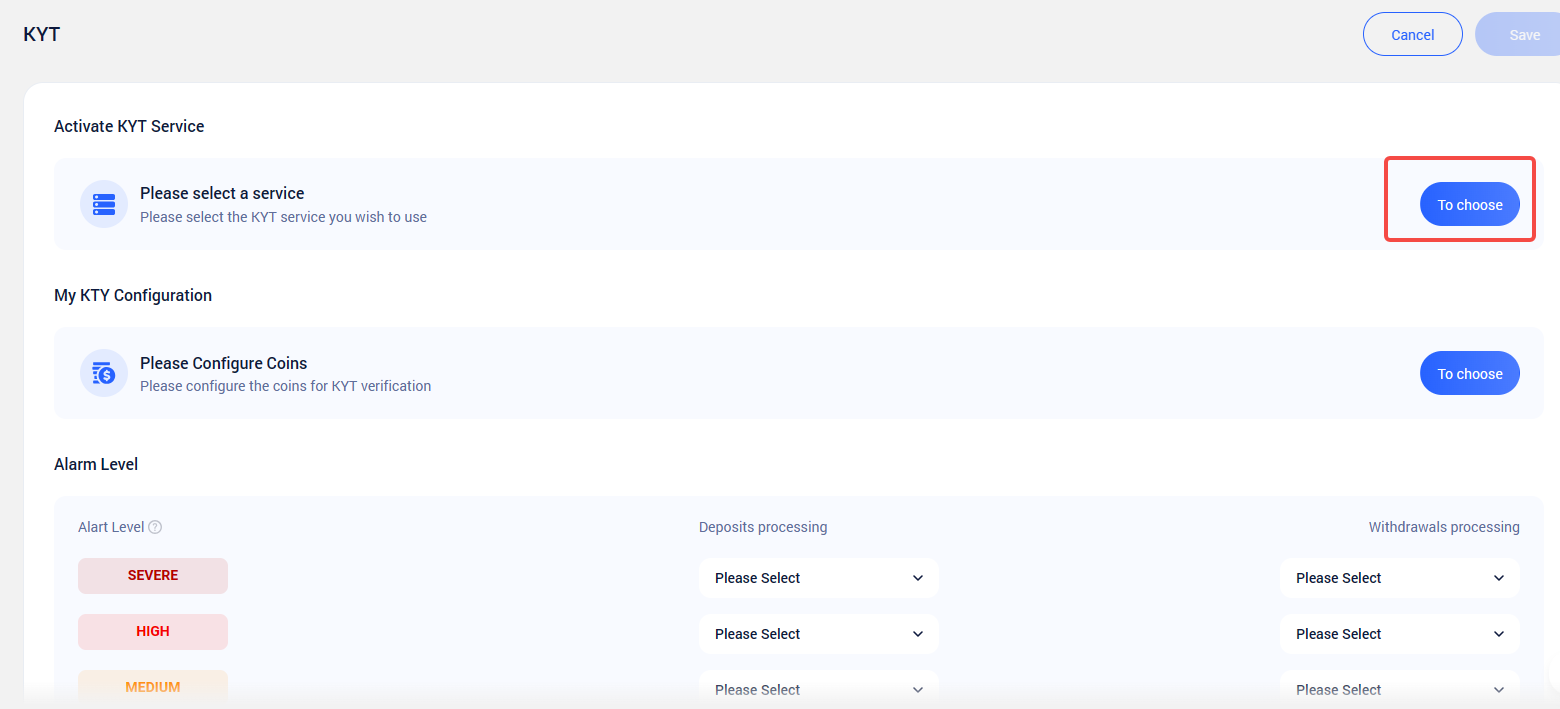 KYT
Cancel
Save
Activate KYT Service
Please select a service
Please select the KYT service you wish to use
To choose
My KTY Configuration
Please Configure Coins
Please configure the coins for KYT verification
To choose
Alarm Level
Alart Level ?
Deposits processing
Withdrawals processing
SEVERE
Please Select
Please Select
HIGH
Please Select
Please Select
MEDIUM
Please Select
Please Select